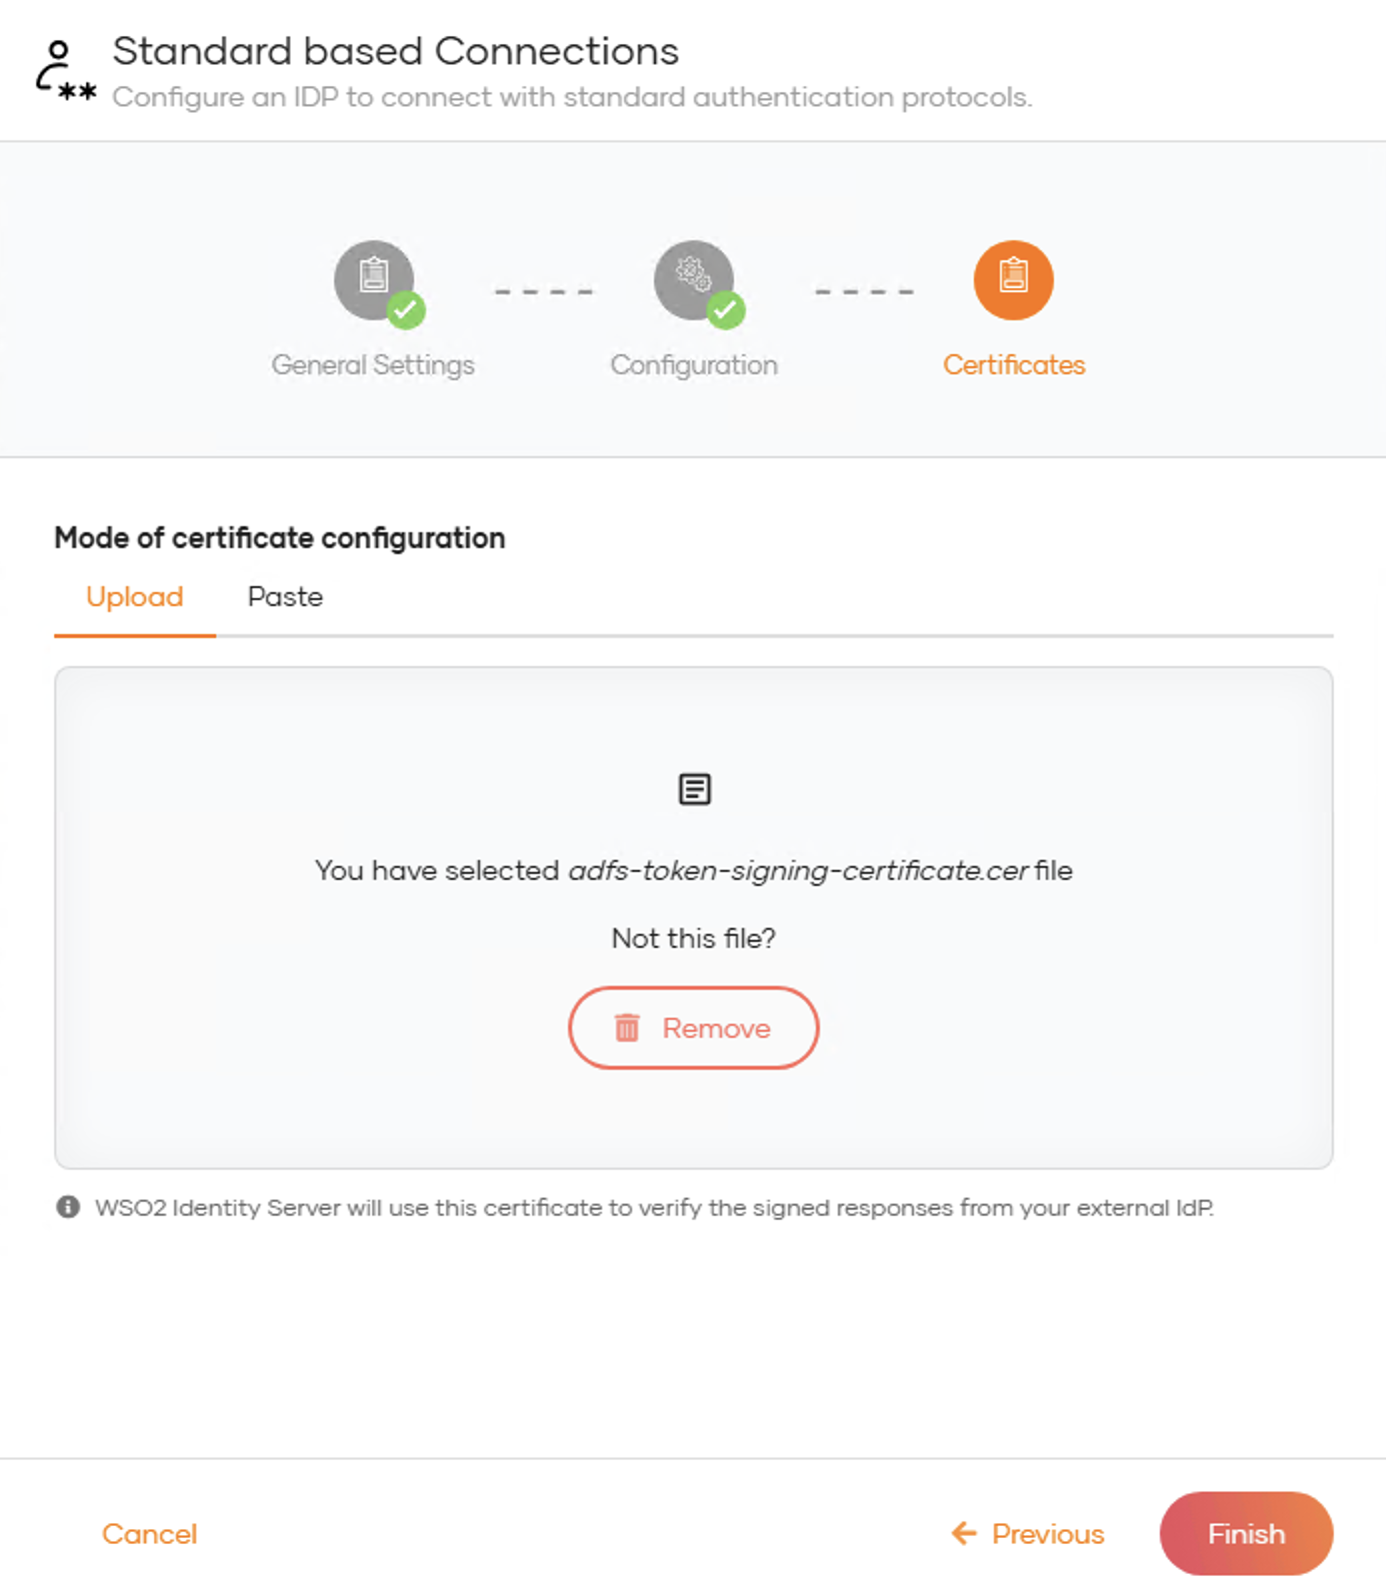 Standard based Connections
Configure an IDP to connect with standard authentication protocols.
General Settings
Configuration
Certificates
Mode of certificate configuration
Upload
Paste
You have selected adfs-token-signing-certificate.cer file
Not this file?
Remove
WSO2 Identity Server will use this certificate to verify the signed responses from your external IdP.
Cancel
Previous
Finish